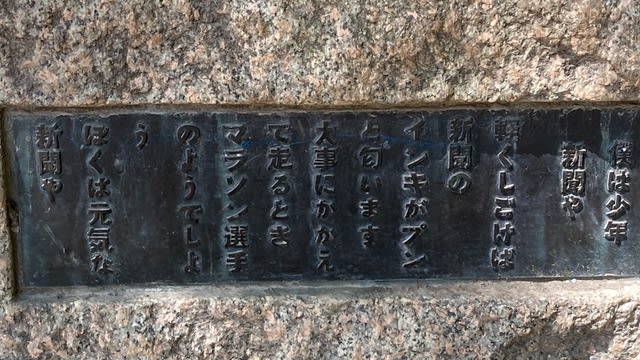 僕は少年
新聞や
軽くしごけば
新聞の
インキがプン
と匂います
大事にかかえ
て走るとき
マラソン選手
のようでしょ
う
ぼくは元気な
新聞や